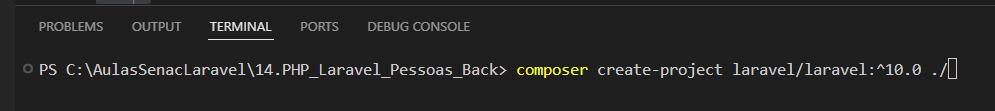 PROBLEMS OUTPUT TERMINAL PORTS DEBUG CONSOLE
PS C:\AulasSenacLaravel\14.PHP_Laravel_Pessoas_Back> composer create-project laravel/laravel:^10.0 ./